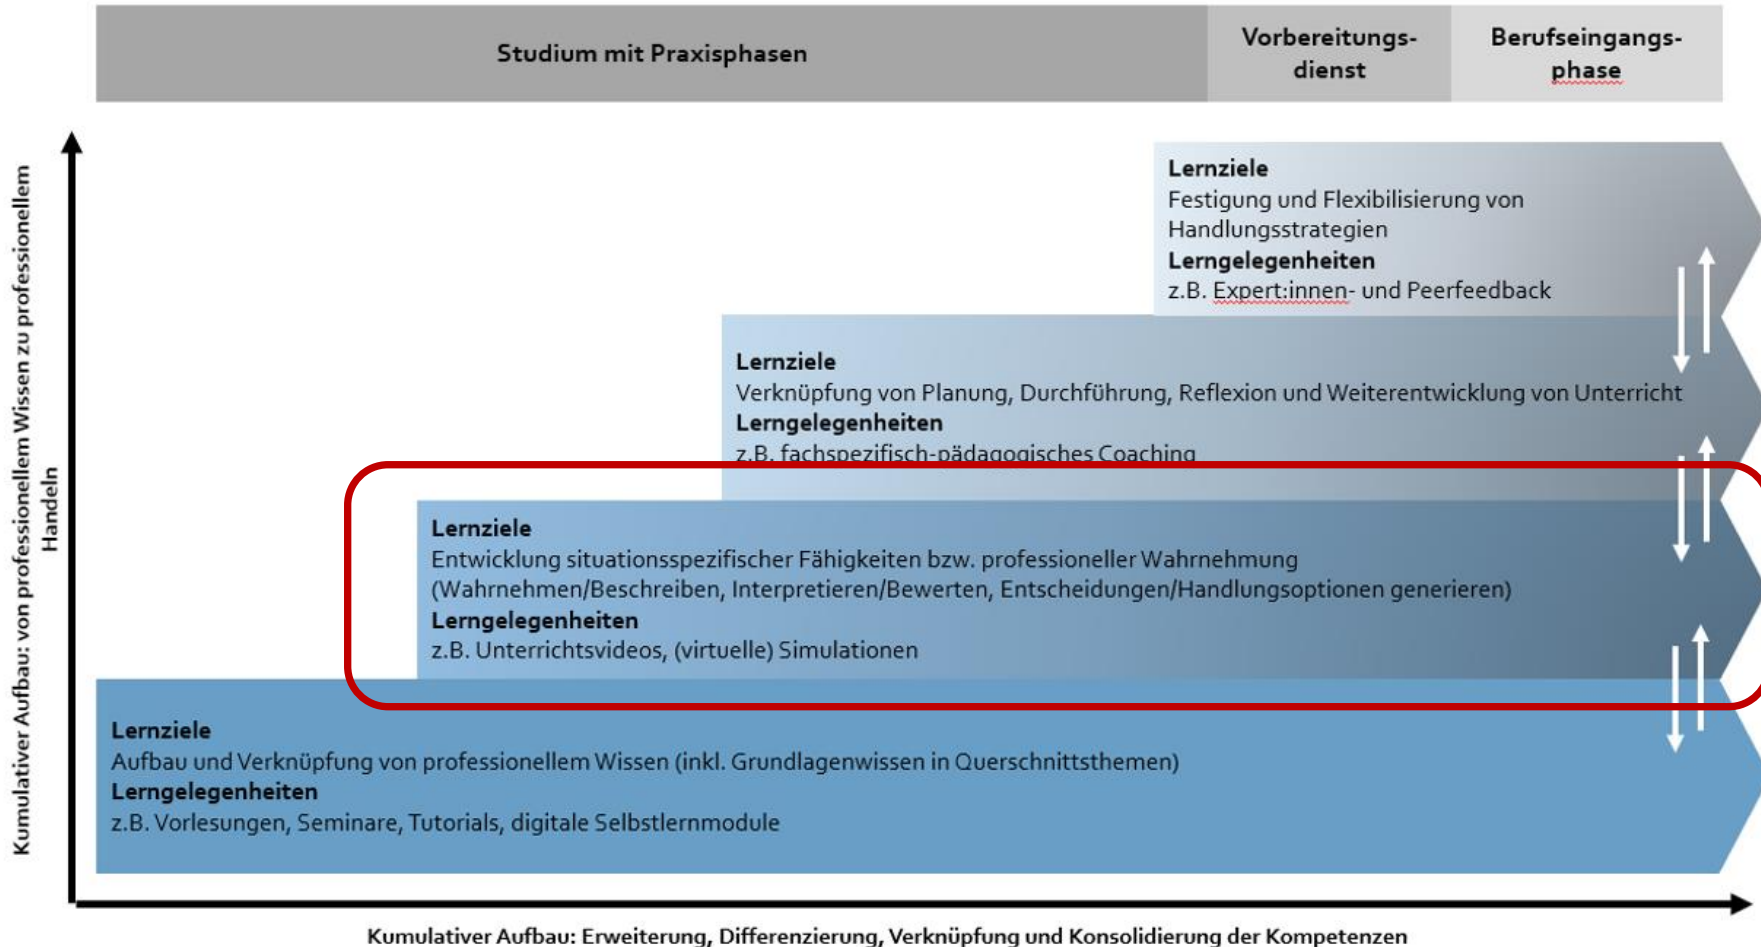 Studium mit Praxisphasen
Vorbereitungs-
dienst
Berufseingangs-
phase
Kumulativer Aufbau: von professionellem Wissen zu professionellem
Handeln
Lernziele
Festigung und Flexibilisierung von
Handlungsstrategien
Lerngelegenheiten
z.B. Expert:innen- und Peerfeedback
Lernziele
Verknüpfung von Planung, Durchführung, Reflexion und Weiterentwicklung von Unterricht
Lerngelegenheiten
z.B. fachspezifisch-pädagogisches Coaching
Lernziele
Entwicklung situationsspezifischer Fähigkeiten bzw. professioneller Wahrnehmung
(Wahrnehmen/Beschreiben, Interpretieren/Bewerten, Entscheidungen/Handlungsoptionen generieren)
Lerngelegenheiten
z.B. Unterrichtsvideos, (virtuelle) Simulationen
Lernziele
Aufbau und Verknüpfung von professionellem Wissen (inkl. Grundlagenwissen in Querschnittsthemen)
Lerngelegenheiten
z.B. Vorlesungen, Seminare, Tutorials, digitale Selbstlernmodule
Kumulativer Aufbau: Erweiterung, Differenzierung, Verknüpfung und Konsolidierung der Kompetenzen